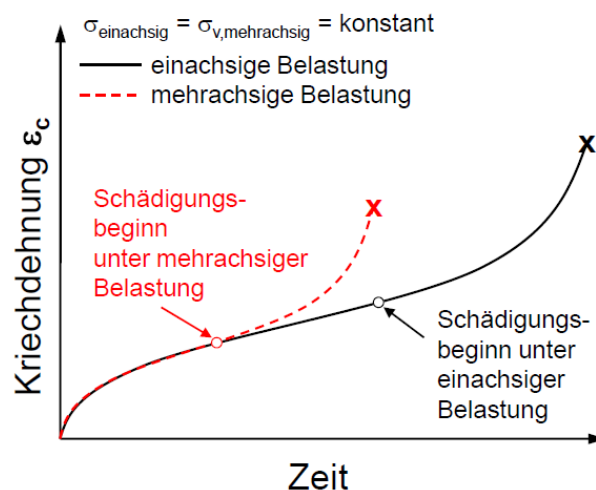 σeinachsig = σv,mehrachsig = konstant
einachsige Belastung
mehrachsige Belastung
Kriechdehnung εc
Schädigungs-
beginn
unter mehrachsiger
Belastung
x
x
Schädigungs-
beginn unter
einachsiger
Belastung
Zeit